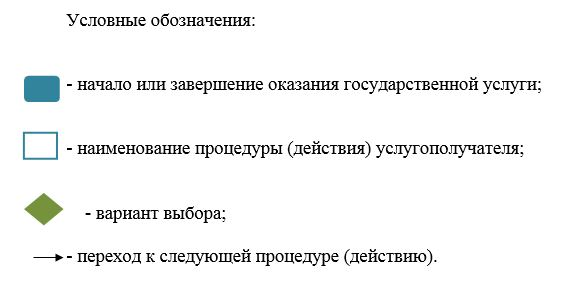 Условные обозначения:
- начало или завершение оказания государственной услуги;
- наименование процедуры (действия) услугополучателя;
- вариант выбора;
- переход к следующей процедуре (действию).